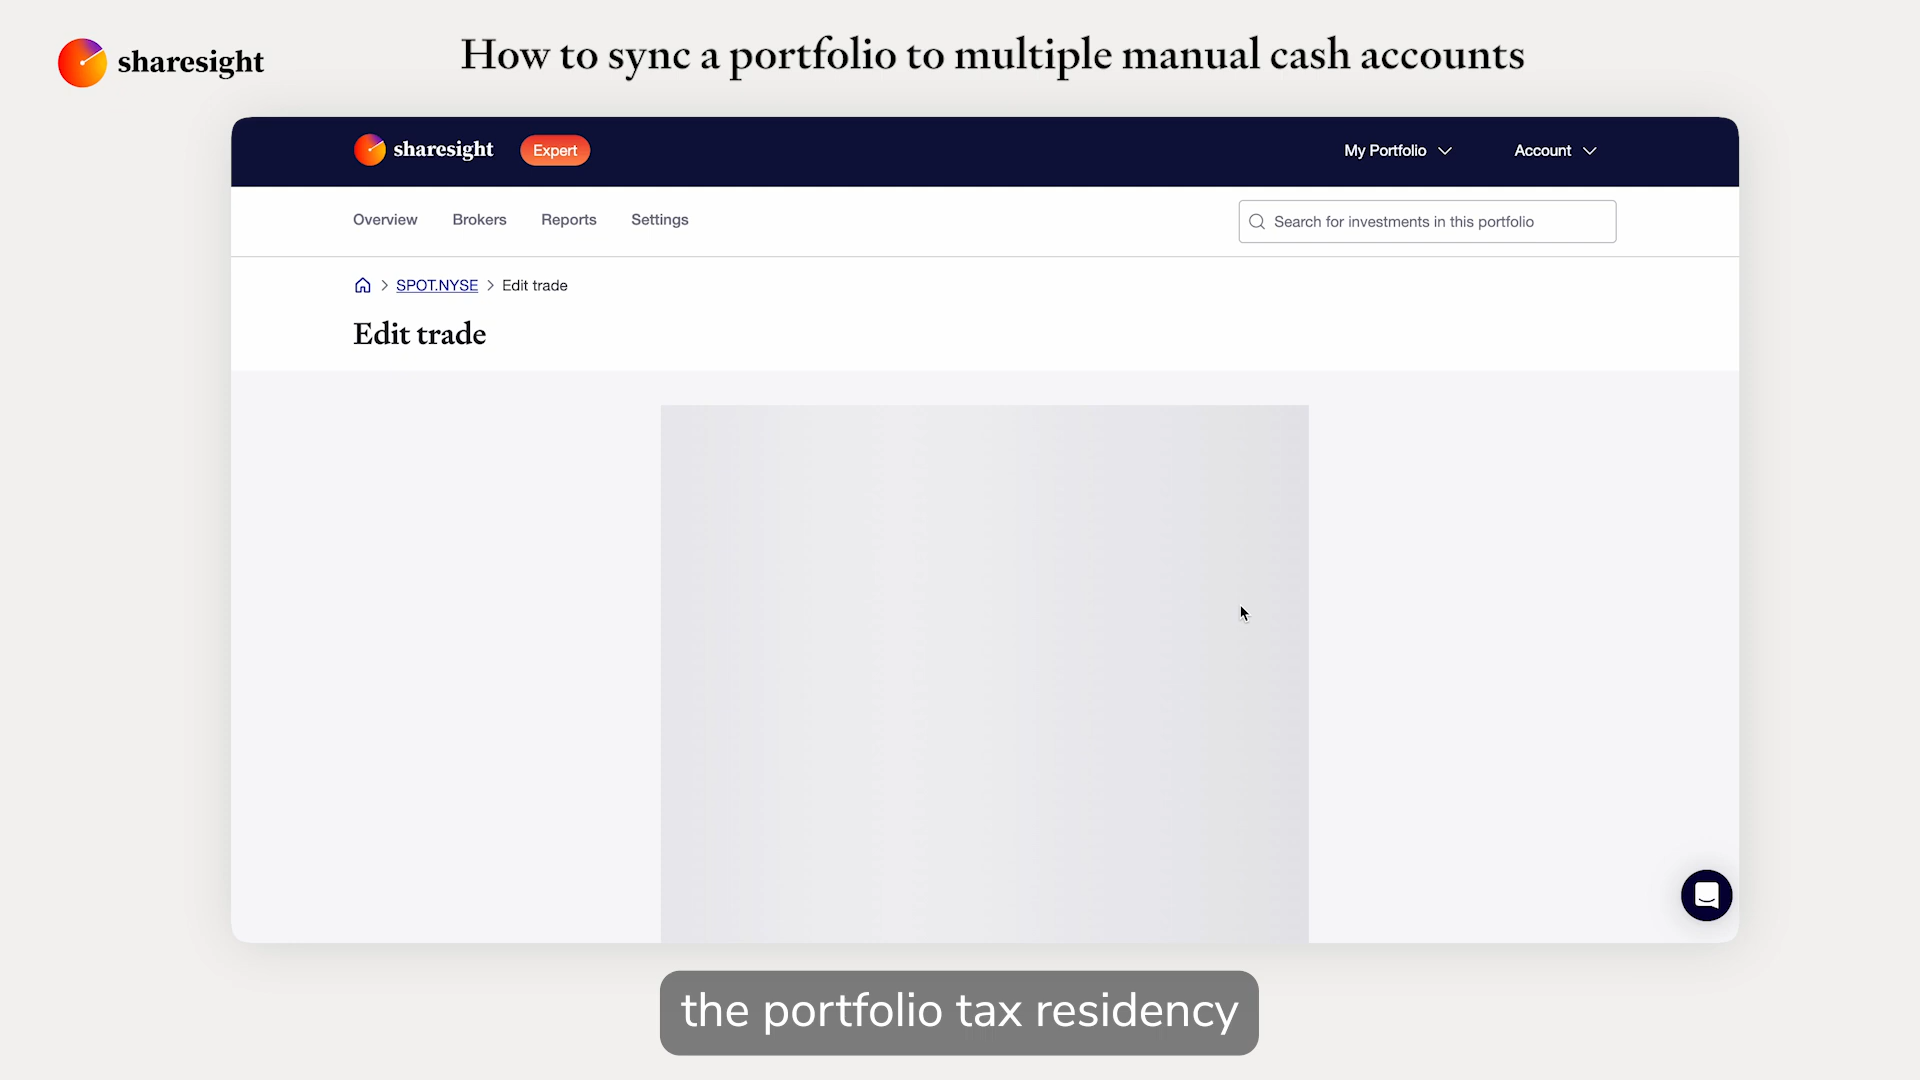 sharesight
How to sync a portfolio to multiple manual cash accounts
sharesight Expert My Portfolio Account
Overview Brokers Reports Settings Search for investments in this portfolio
SPOT.NYSE Edit trade
Edit trade
the portfolio tax residency